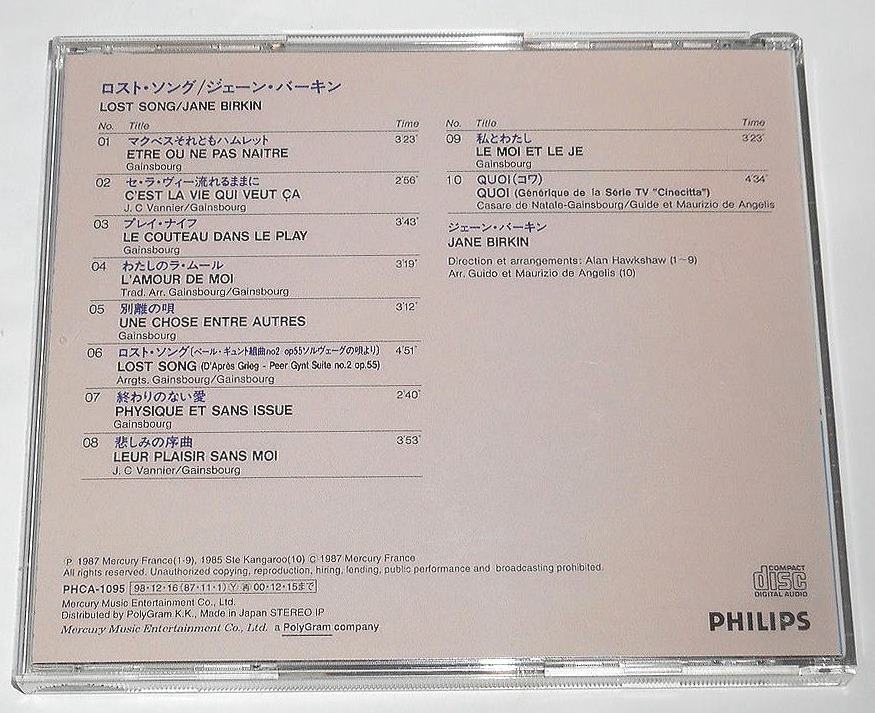 ロスト・ソング/ジェーン・バーキン
LOST SONG/JANE BIRKIN
No. Title Time
01 マクベスそれともハムレット 3'23"
ETRE OU NE PAS NAITRE
Gainsbourg
02 セ・ラ・ヴィー流れるままに 2'56"
C'EST LA VIE QUI VEUT ÇA
J. C Vannier/Gainsbourg
03 プレイ・ナイフ 3'43"
LE COUTEAU DANS LE PLAY
Gainsbourg
04 わたしのラ・ムール 3'19"
L'AMOUR DE MOI
Trad. Arr. Gainsbourg/Gainsbourg
05 別離の唄 3'12"
UNE CHOSE ENTRE AUTRES
Gainsbourg
06 ロスト・ソング(ペール・ギュント組曲no2 op55ソルヴェーグの唄より) 4'51"
LOST SONG (D'Après Grieg - Peer Gynt Suite no.2 op.55)
Arrgts. Gainsbourg/Gainsbourg
07 終わりのない愛 2'40"
PHYSIQUE ET SANS ISSUE
Gainsbourg
08 悲しみの序曲 3'53"
LEUR PLAISIR SANS MOI
J. C Vannier/Gainsbourg
No. Title Time
09 私とわたし 3'23"
LE MOI ET LE JE
Gainsbourg
10 QUOI(コワ) 4'34"
QUOI (Générique de la Série TV "Cinecitta")
Casare de Natale-Gainsbourg/Guide et Maurizio de Angelis
ジェーン・バーキン
JANE BIRKIN
Direction et arrangements: Alan Hawkshaw (1~9)
Arr. Guido et Maurizio de Angelis (10)
Ⓟ 1987 Mercury France(1-9), 1985 Ste Kangaroo(10) © 1987 Mercury France
All rights reserved. Unauthorized copying, reproduction, hiring, lending, public performance and broadcasting prohibited.
PHCA-1095 98・12・16 (87・11・1) Ⓨ 再 00・12・15まで
Mercury Music Entertainment Co., Ltd.
Distributed by PolyGram K.K., Made in Japan STEREO IP
Mercury Music Entertainment Co., Ltd. a PolyGram company
COMPACT
disc
DIGITAL AUDIO
PHILIPS